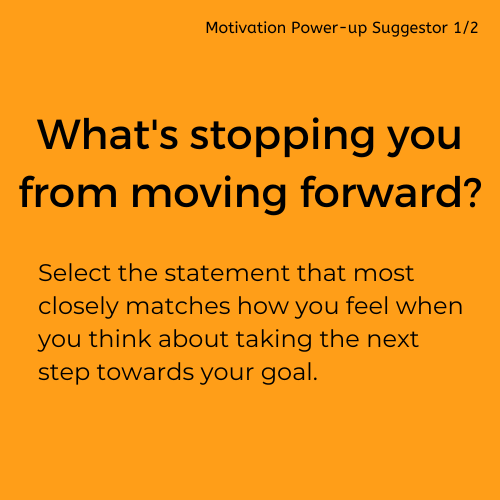 Motivation Power-up Suggestor 1/2
What's stopping you
from moving forward?
Select the statement that most
closely matches how you feel when
you think about taking the next
step towards your goal.